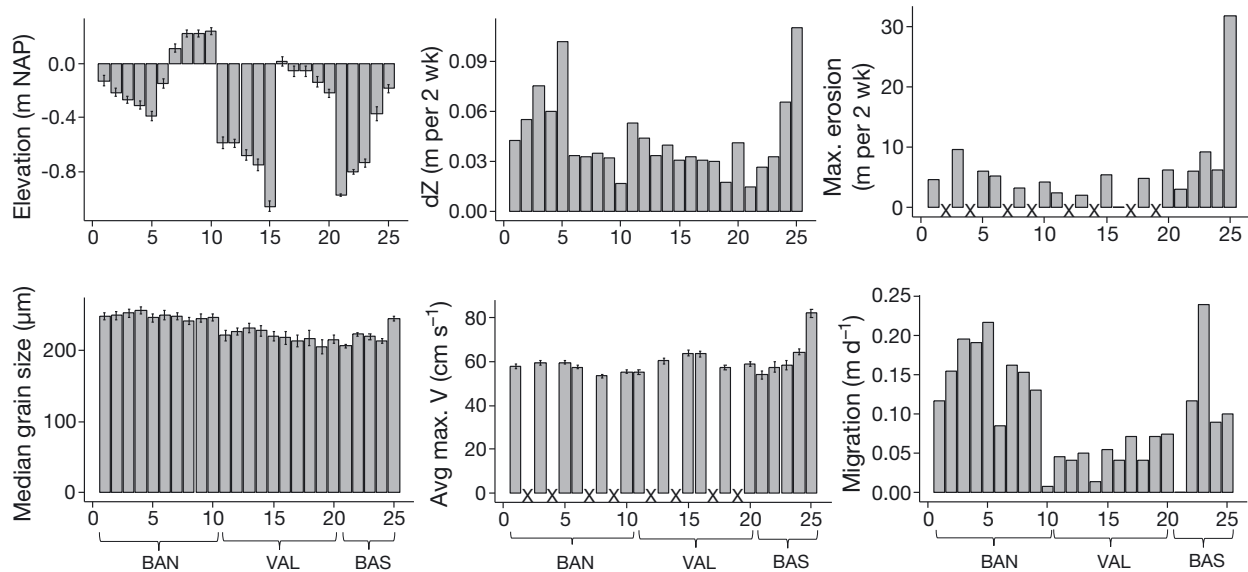 Elevation (m NAP)
0.0
-0.4
-0.8
0 5 10 15 20 25
dZ (m per 2 wk)
0.09
0.06
0.03
0.00
0 5 10 15 20 25
Max. erosion
(m per 2 wk)
30
20
10
0
X X X X X X X X
0 5 10 15 20 25
Median grain size (µm)
200
100
0
0 5 10 15 20 25
BAN VAL BAS
Avg max. V (cm s⁻¹)
80
60
40
20
0
X X X X X X X X
0 5 10 15 20 25
BAN VAL BAS
Migration (m d⁻¹)
0.25
0.20
0.15
0.10
0.05
0.00
0 5 10 15 20 25
BAN VAL BAS